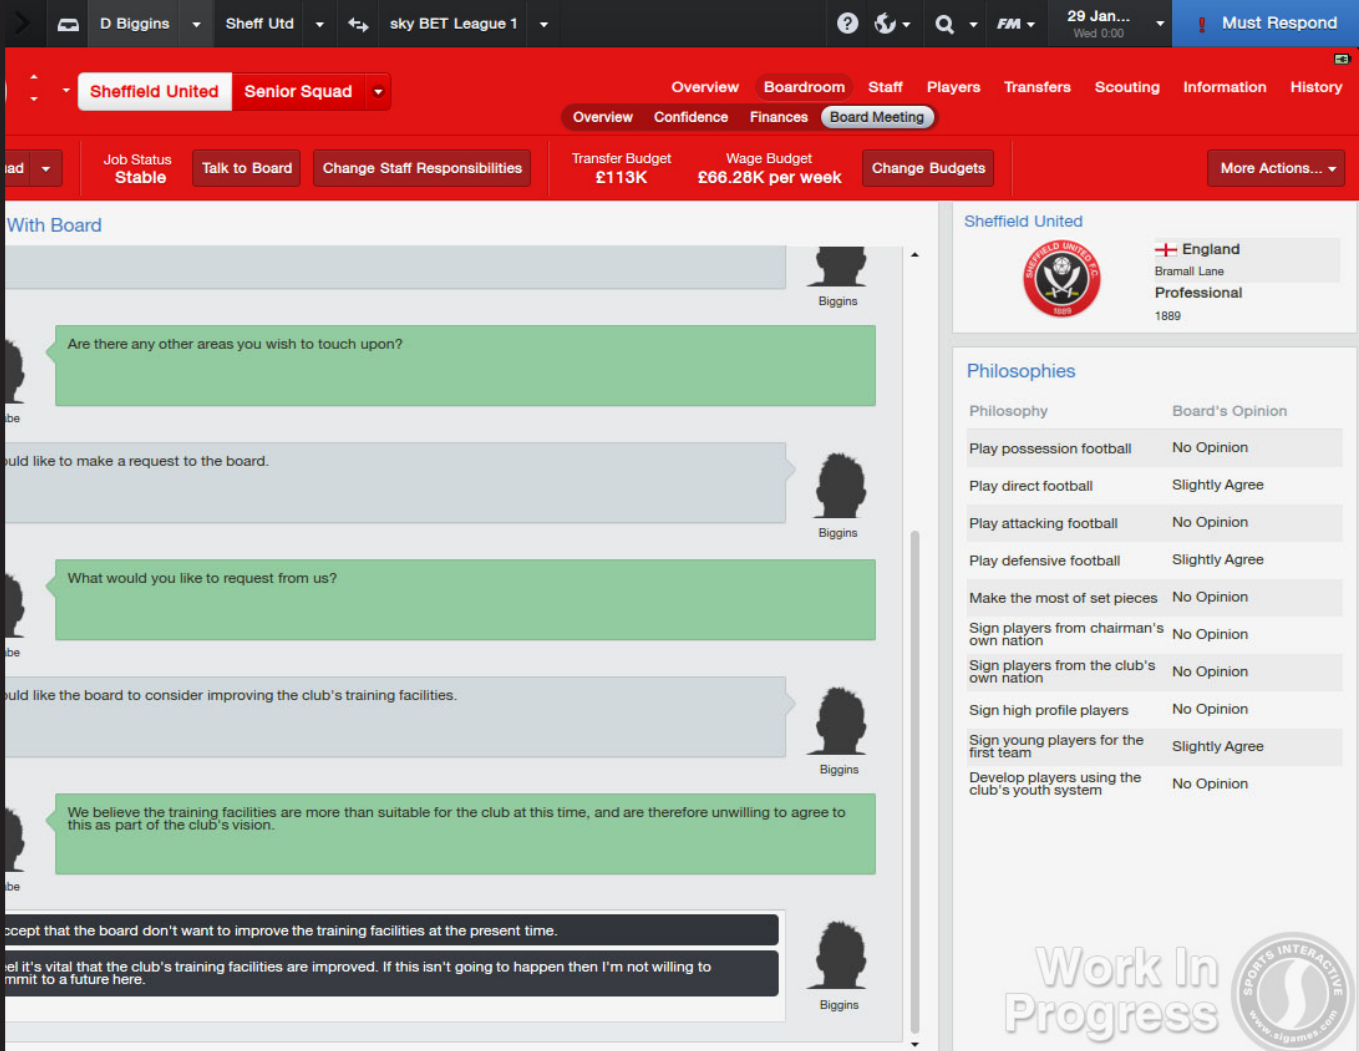 D Biggins
Sheff Utd
sky BET League 1
?
FM
29 Jan...
Wed 0:00
! Must Respond
Sheffield United
Senior Squad
Overview Boardroom Staff Players Transfers Scouting Information History
Overview Confidence Finances Board Meeting
ad
Job Status
Stable
Talk to Board
Change Staff Responsibilities
Transfer Budget
£113K
Wage Budget
£66.28K per week
Change Budgets
More Actions...
With Board
Biggins
Are there any other areas you wish to touch upon?
be
uld like to make a request to the board.
Biggins
What would you like to request from us?
be
uld like the board to consider improving the club's training facilities.
Biggins
We believe the training facilities are more than suitable for the club at this time, and are therefore unwilling to agree to
this as part of the club's vision.
be
ccept that the board don't want to improve the training facilities at the present time.
el it's vital that the club's training facilities are improved. If this isn't going to happen then I'm not willing to
mmit to a future here.
Biggins
Sheffield United
SHEFFIELD UNITED F.C.
1889
England
Bramall Lane
Professional
1889
Philosophies
Philosophy Board's Opinion
Play possession football No Opinion
Play direct football Slightly Agree
Play attacking football No Opinion
Play defensive football Slightly Agree
Make the most of set pieces No Opinion
Sign players from chairman's
own nation No Opinion
Sign players from the club's
own nation No Opinion
Sign high profile players No Opinion
Sign young players for the
first team Slightly Agree
Develop players using the
club's youth system No Opinion
Work In
Progress
SPORTS INTERACTIVE
www.sigames.com